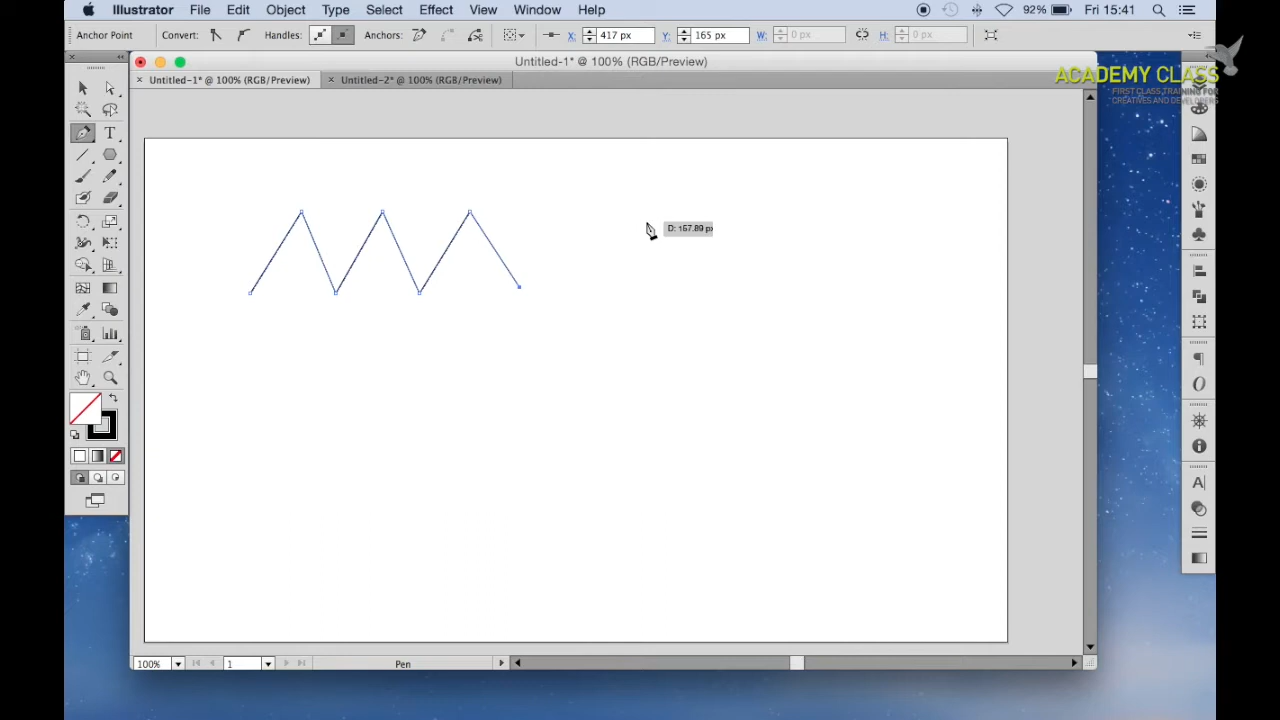 Illustrator File Edit Object Type Select Effect View Window Help 92% Fri 15:41
Anchor Point Convert: Handles: Anchors: X: 417 px Y: 165 px W: 0 px H: 0 px
Untitled-1* @ 100% (RGB/Preview)
Untitled-1* @ 100% (RGB/Preview) Untitled-2* @ 100% (RGB/Preview)
ACADEMY CLASS
FIRST CLASS TRAINING FOR
CREATIVES AND DEVELOPERS
D: 157.89 px
100% 1 Pen